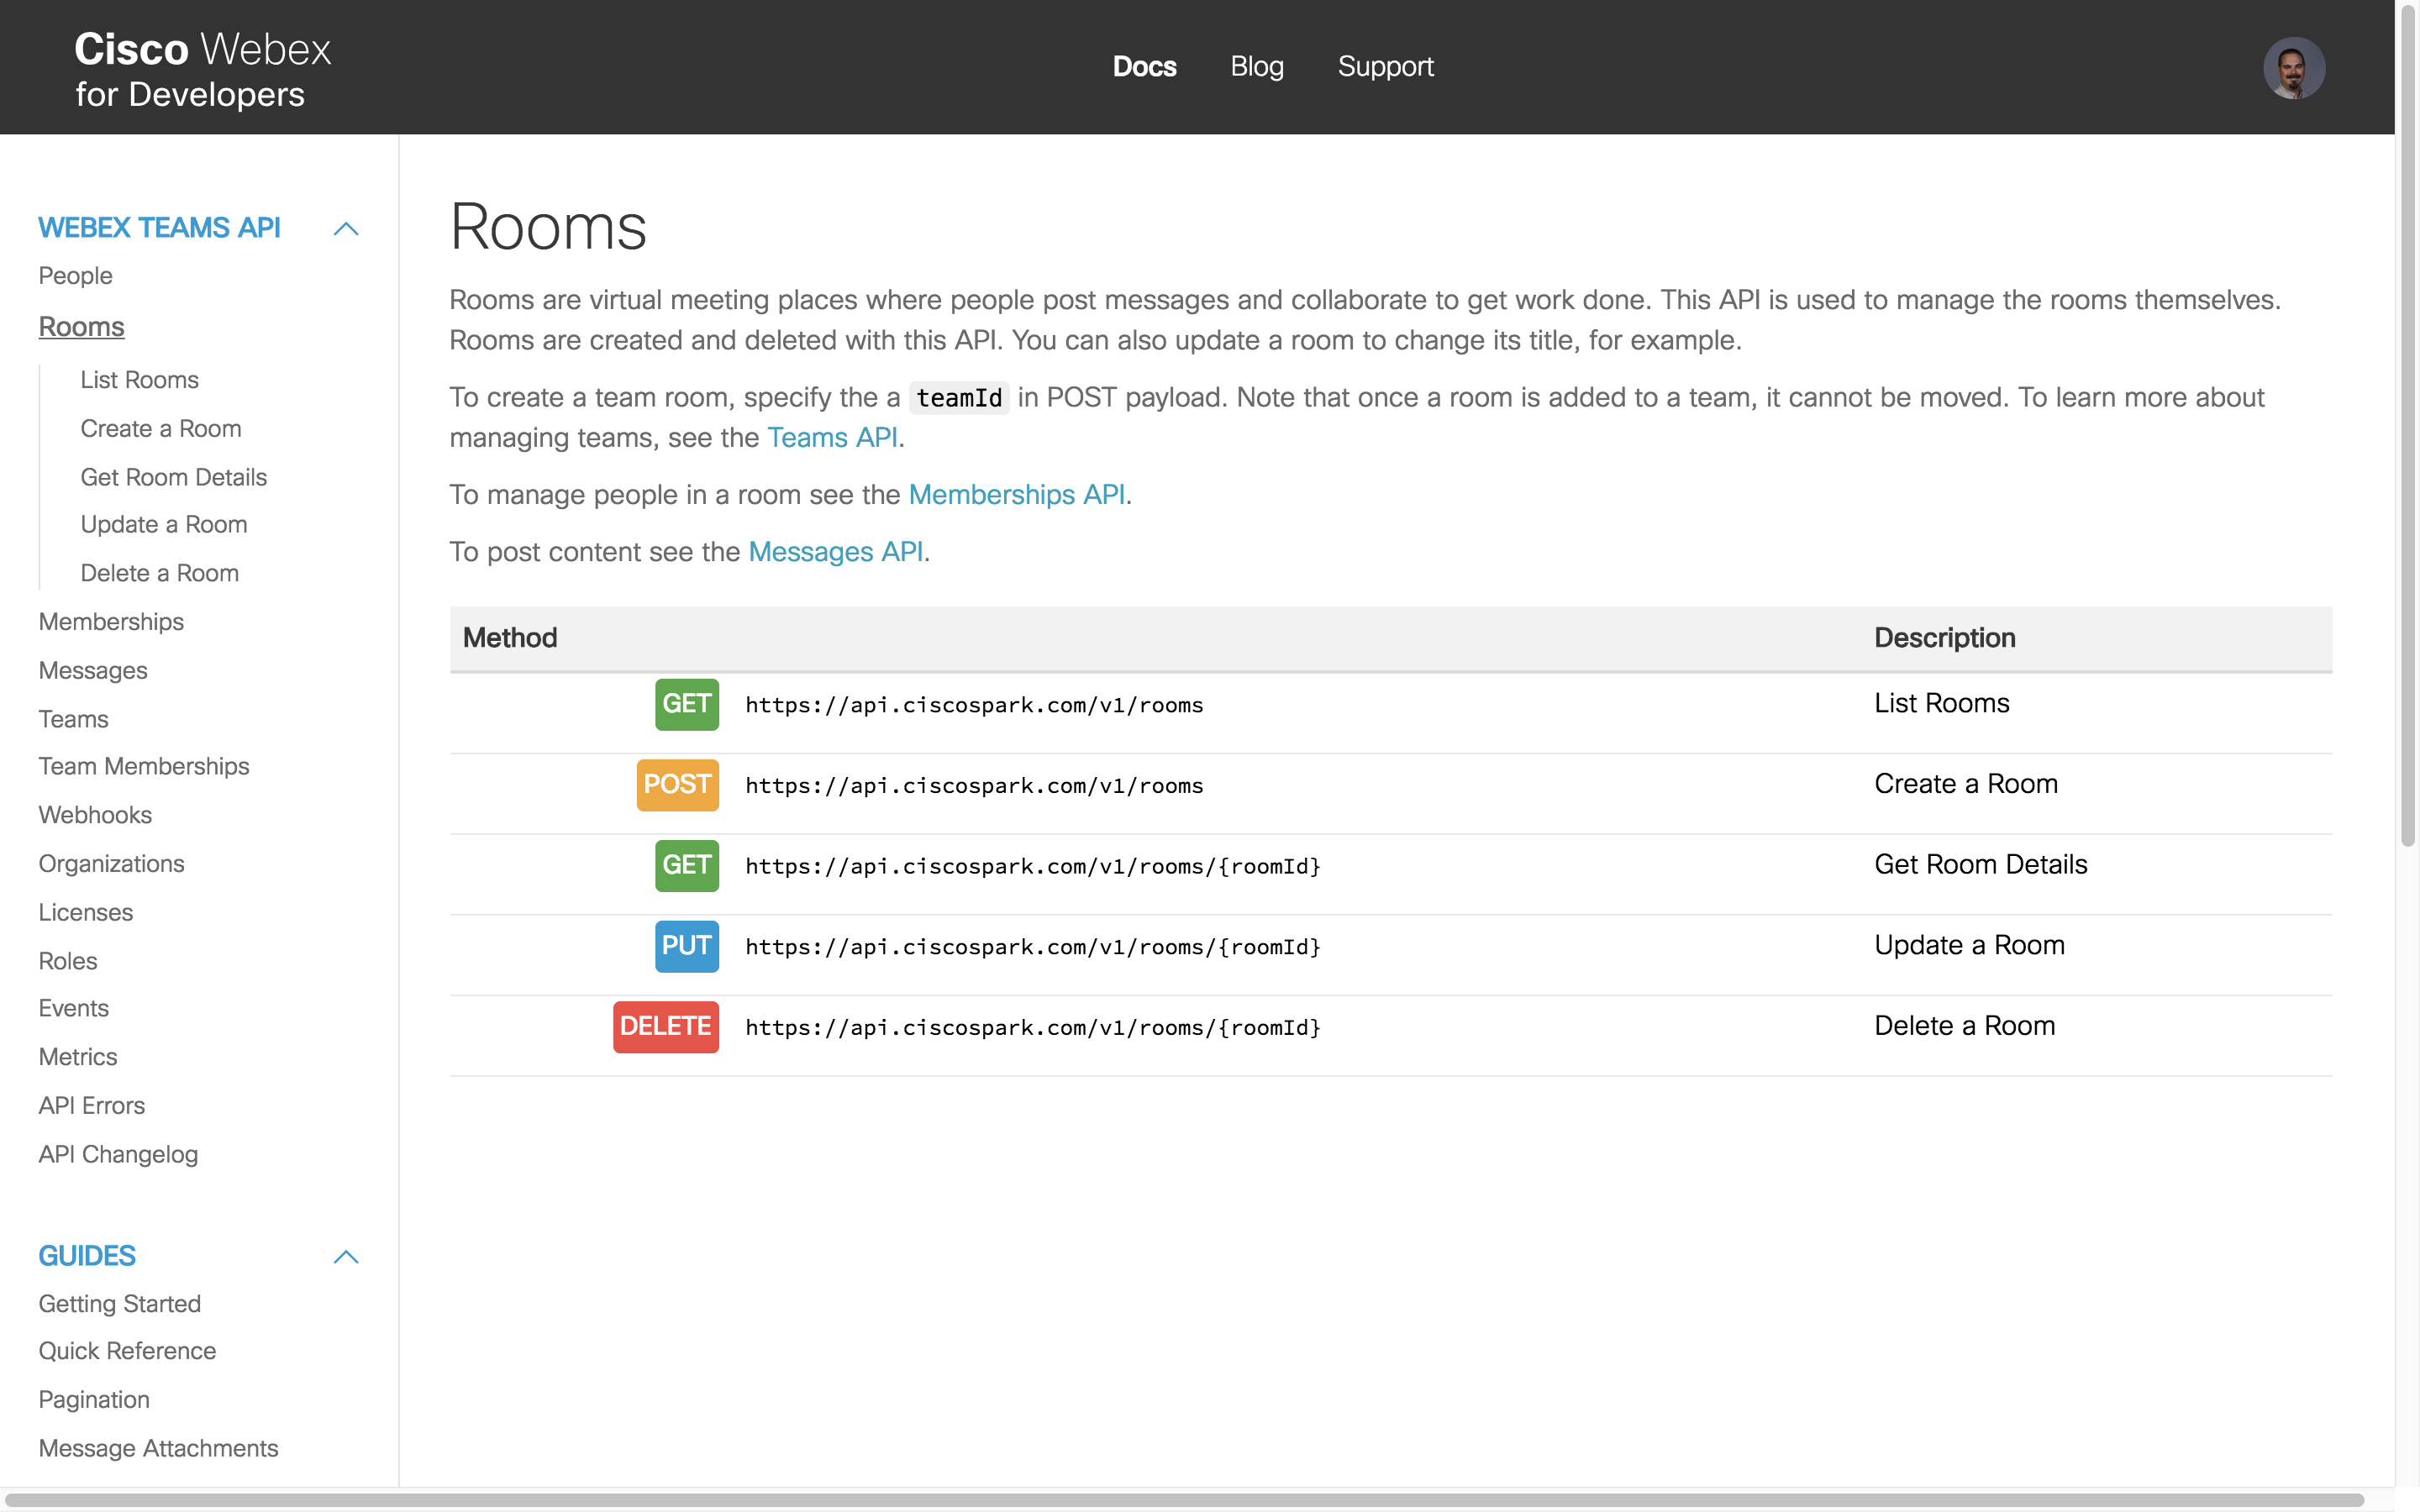 Cisco Webex
for Developers
Docs
Blog
Support
WEBEX TEAMS API
People
Rooms
List Rooms
Create a Room
Get Room Details
Update a Room
Delete a Room
Memberships
Messages
Teams
Team Memberships
Webhooks
Organizations
Licenses
Roles
Events
Metrics
API Errors
API Changelog
GUIDES
Getting Started
Quick Reference
Pagination
Message Attachments
Rooms
Rooms are virtual meeting places where people post messages and collaborate to get work done. This API is used to manage the rooms themselves.
Rooms are created and deleted with this API. You can also update a room to change its title, for example.
To create a team room, specify the a teamId in POST payload. Note that once a room is added to a team, it cannot be moved. To learn more about
managing teams, see the Teams API.
To manage people in a room see the Memberships API.
To post content see the Messages API.
Method Description
GET https://api.ciscospark.com/v1/rooms List Rooms
POST https://api.ciscospark.com/v1/rooms Create a Room
GET https://api.ciscospark.com/v1/rooms/{roomId} Get Room Details
PUT https://api.ciscospark.com/v1/rooms/{roomId} Update a Room
DELETE https://api.ciscospark.com/v1/rooms/{roomId} Delete a Room